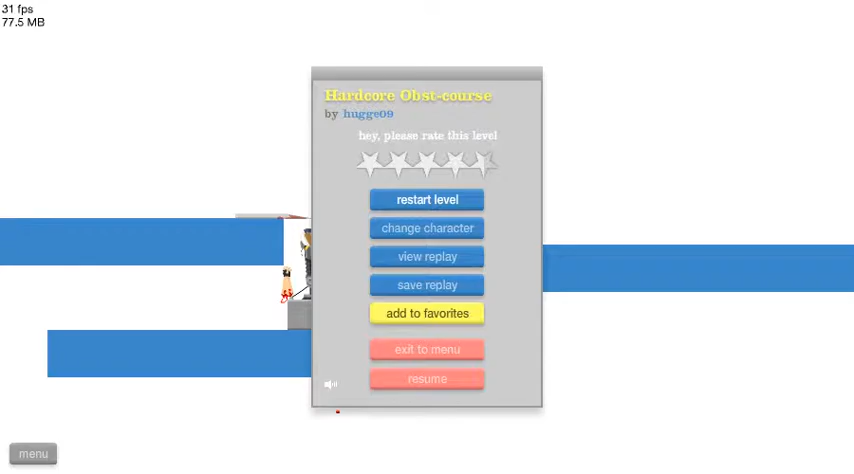 31 fps
77.5 MB
Hardcore Obst-course
by hugge09
hey, please rate this level
restart level
change character
view replay
save replay
add to favorites
exit to menu
resume
menu